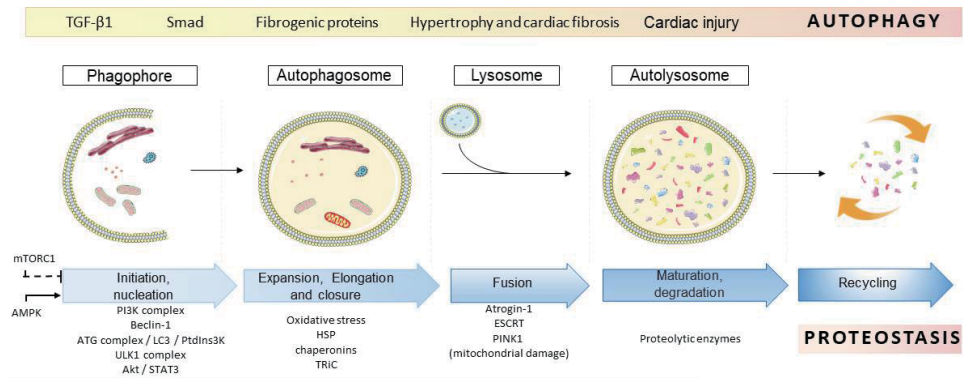 TGF-β1 Smad Fibrogenic proteins Hypertrophy and cardiac fibrosis Cardiac injury AUTOPHAGY
Phagophore Autophagosome Lysosome Autolysosome
mTORC1
AMPK
Initiation,
nucleation
Expansion, Elongation
and closure
Fusion
Maturation,
degradation
Recycling
PI3K complex
Beclin-1
ATG complex / LC3 / PtdIns3K
ULK1 complex
Akt / STAT3
Oxidative stress
HSP
chaperonins
TRiC
Atrogin-1
ESCRT
PINK1
(mitochondrial damage)
Proteolytic enzymes
PROTEOSTASIS